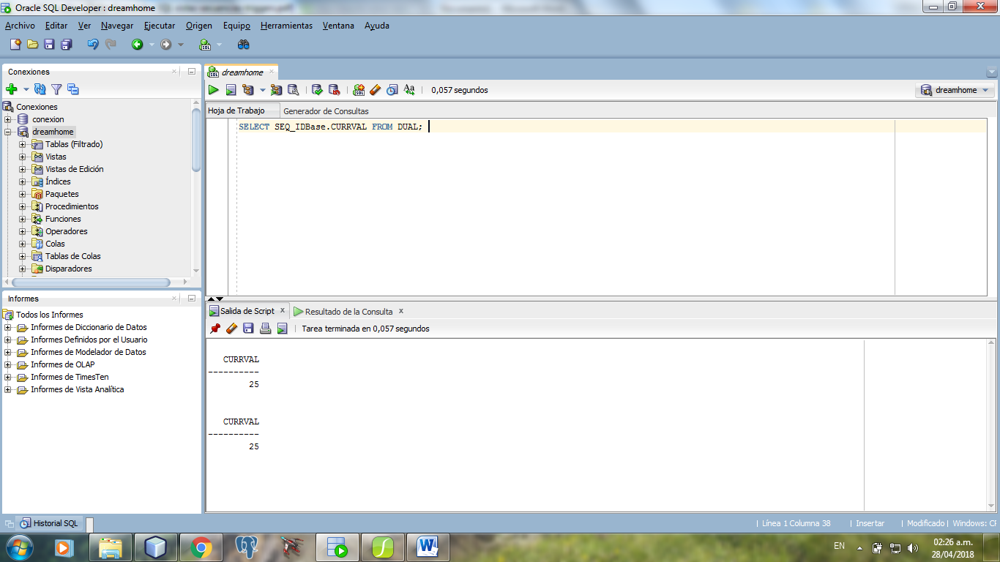 Oracle SQL Developer : dreamhome
Archivo Editar Ver Navegar Ejecutar Origen Equipo Herramientas Ventana Ayuda
Conexiones
Conexiones
conexion
dreamhome
Tablas (Filtrado)
Vistas
Vistas de Edición
Índices
Paquetes
Procedimientos
Funciones
Operadores
Colas
Tablas de Colas
Disparadores
Informes
Todos los Informes
Informes de Diccionario de Datos
Informes Definidos por el Usuario
Informes de Modelador de Datos
Informes de OLAP
Informes de TimesTen
Informes de Vista Analítica
dreamhome
0,057 segundos
dreamhome
Hoja de Trabajo Generador de Consultas
SELECT SEQ_IDBase.CURRVAL FROM DUAL;
Salida de Script x Resultado de la Consulta x
Tarea terminada en 0,057 segundos
CURRVAL
----------
25
CURRVAL
----------
25
Historial SQL
Línea 1 Columna 38 | Insertar | Modificado | Windows: CF
EN
02:26 a.m.
28/04/2018